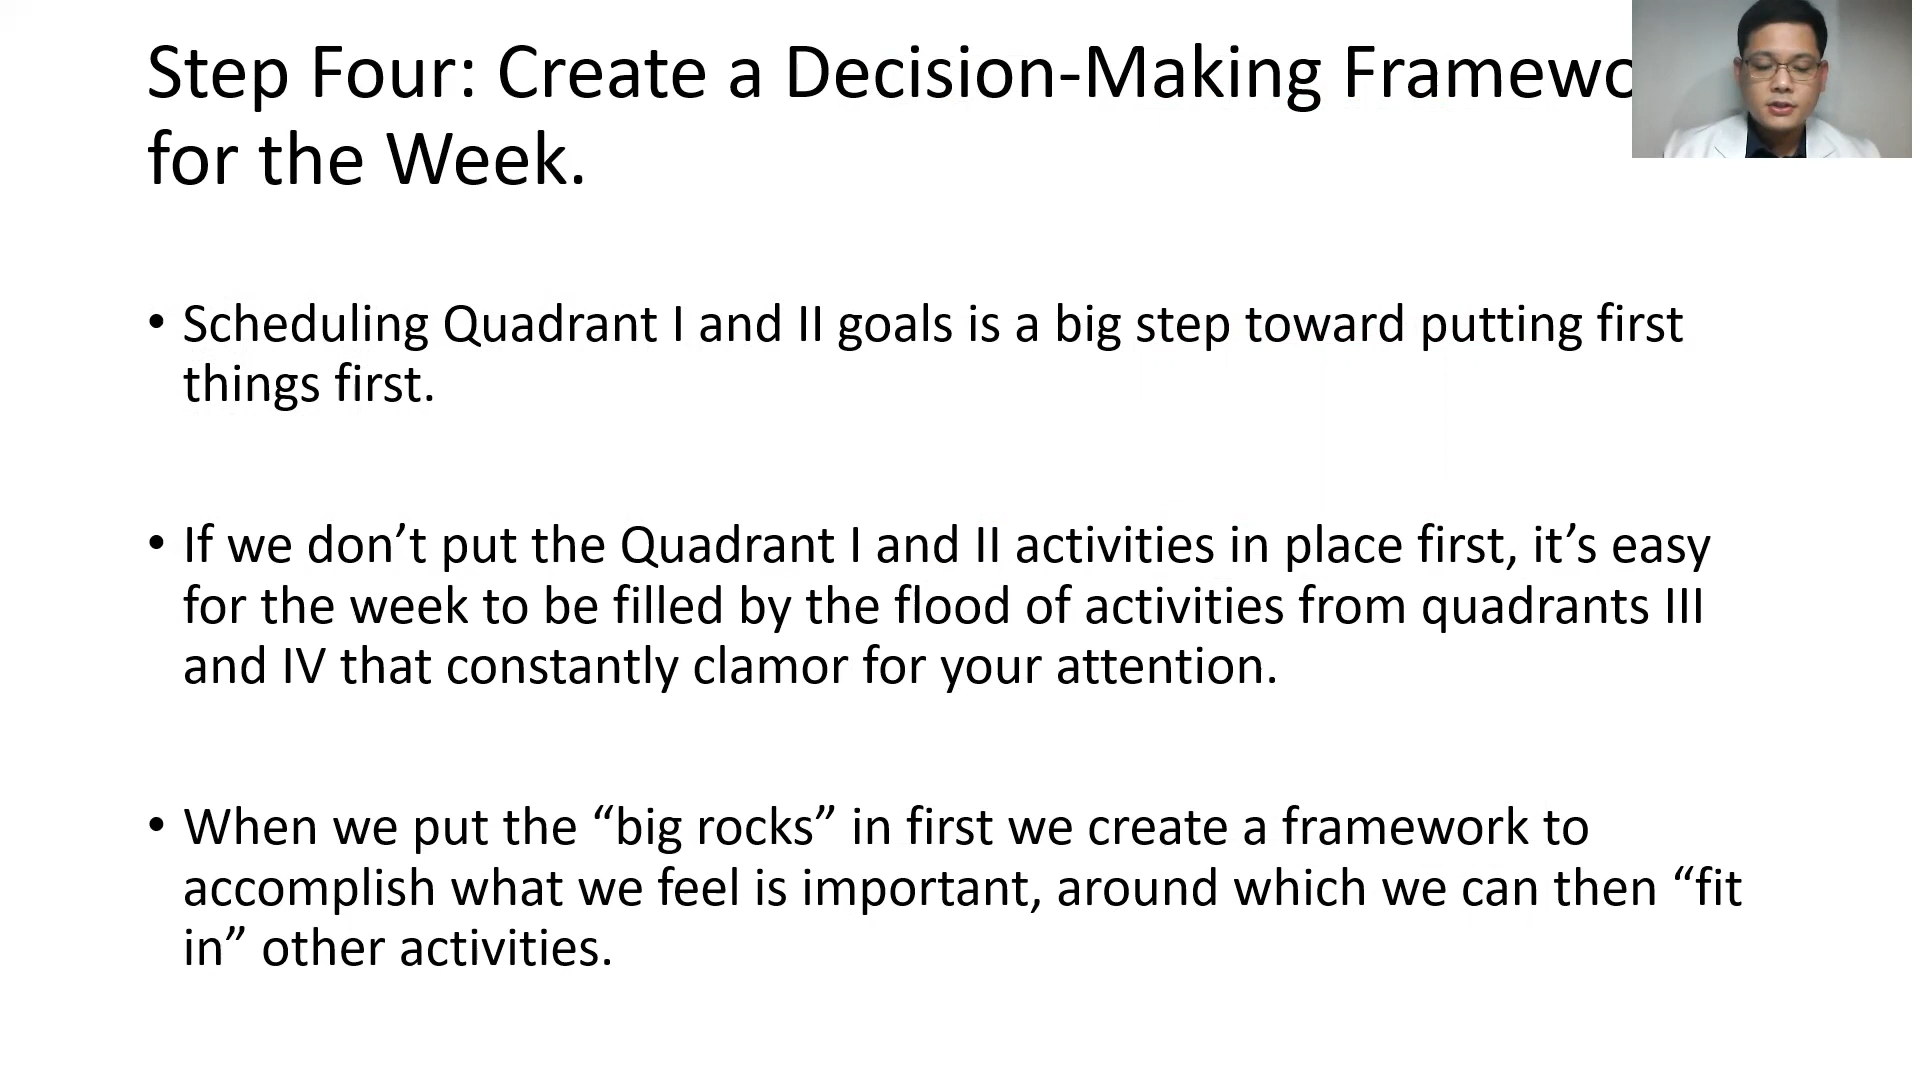 Step Four: Create a Decision-Making Framewo
for the Week.
• Scheduling Quadrant I and II goals is a big step toward putting first
things first.
• If we don’t put the Quadrant I and II activities in place first, it’s easy
for the week to be filled by the flood of activities from quadrants III
and IV that constantly clamor for your attention.
• When we put the “big rocks” in first we create a framework to
accomplish what we feel is important, around which we can then “fit
in” other activities.